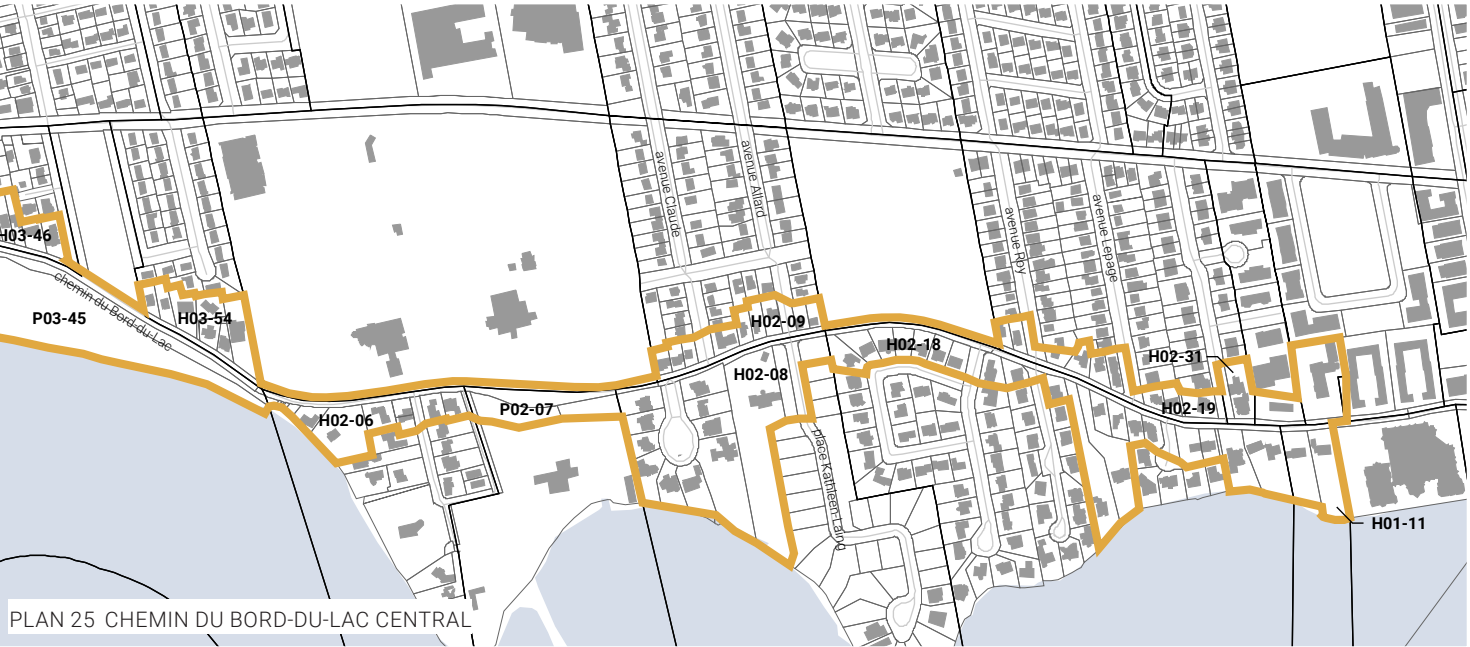 avenue Claude
avenue Allard
avenue Roy
avenue Lepage
H03-46
chemin du Bord-du-Lac
P03-45
H03-54
H02-09
H02-18
H02-31
H02-08
H02-06
P02-07
H02-19
place Kathleen-Laing
H01-11
PLAN 25 CHEMIN DU BORD-DU-LAC CENTRAL